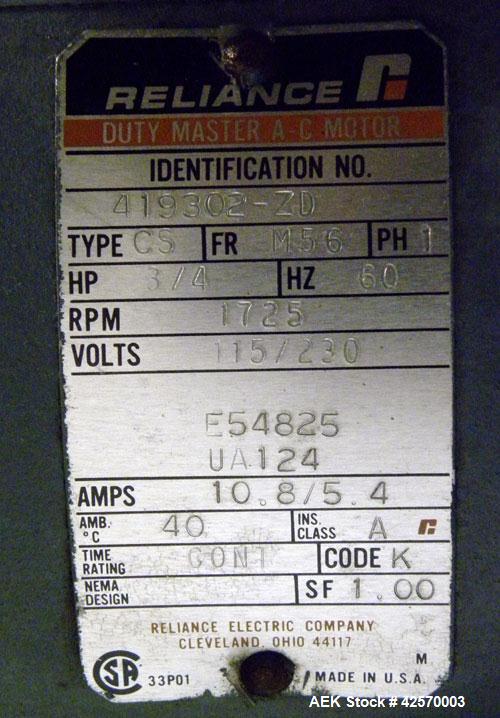 RELIANCE
DUTY MASTER A-C MOTOR
IDENTIFICATION NO.
419302-ZD
TYPE CS FR M56 PH 1
HP 3/4 HZ 60
RPM 1725
VOLTS 115/230
E54825
UA124
AMPS 10.8/5.4
AMB. °C 40 INS. CLASS A
TIME RATING CONT CODE K
NEMA DESIGN SF 1.00
RELIANCE ELECTRIC COMPANY
CLEVELAND, OHIO 44117
SA 33P01 M
MADE IN U.S.A.
AEK Stock # 42570003